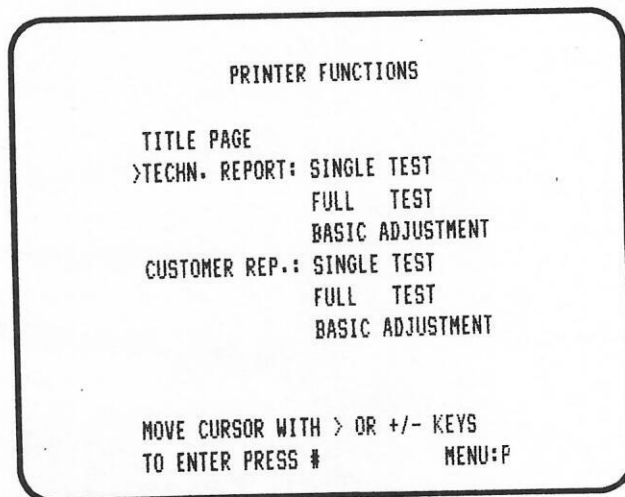 PRINTER FUNCTIONS
TITLE PAGE
>TECHN. REPORT: SINGLE TEST
FULL TEST
BASIC ADJUSTMENT
CUSTOMER REP.: SINGLE TEST
FULL TEST
BASIC ADJUSTMENT
MOVE CURSOR WITH > OR +/- KEYS
TO ENTER PRESS # MENU:P